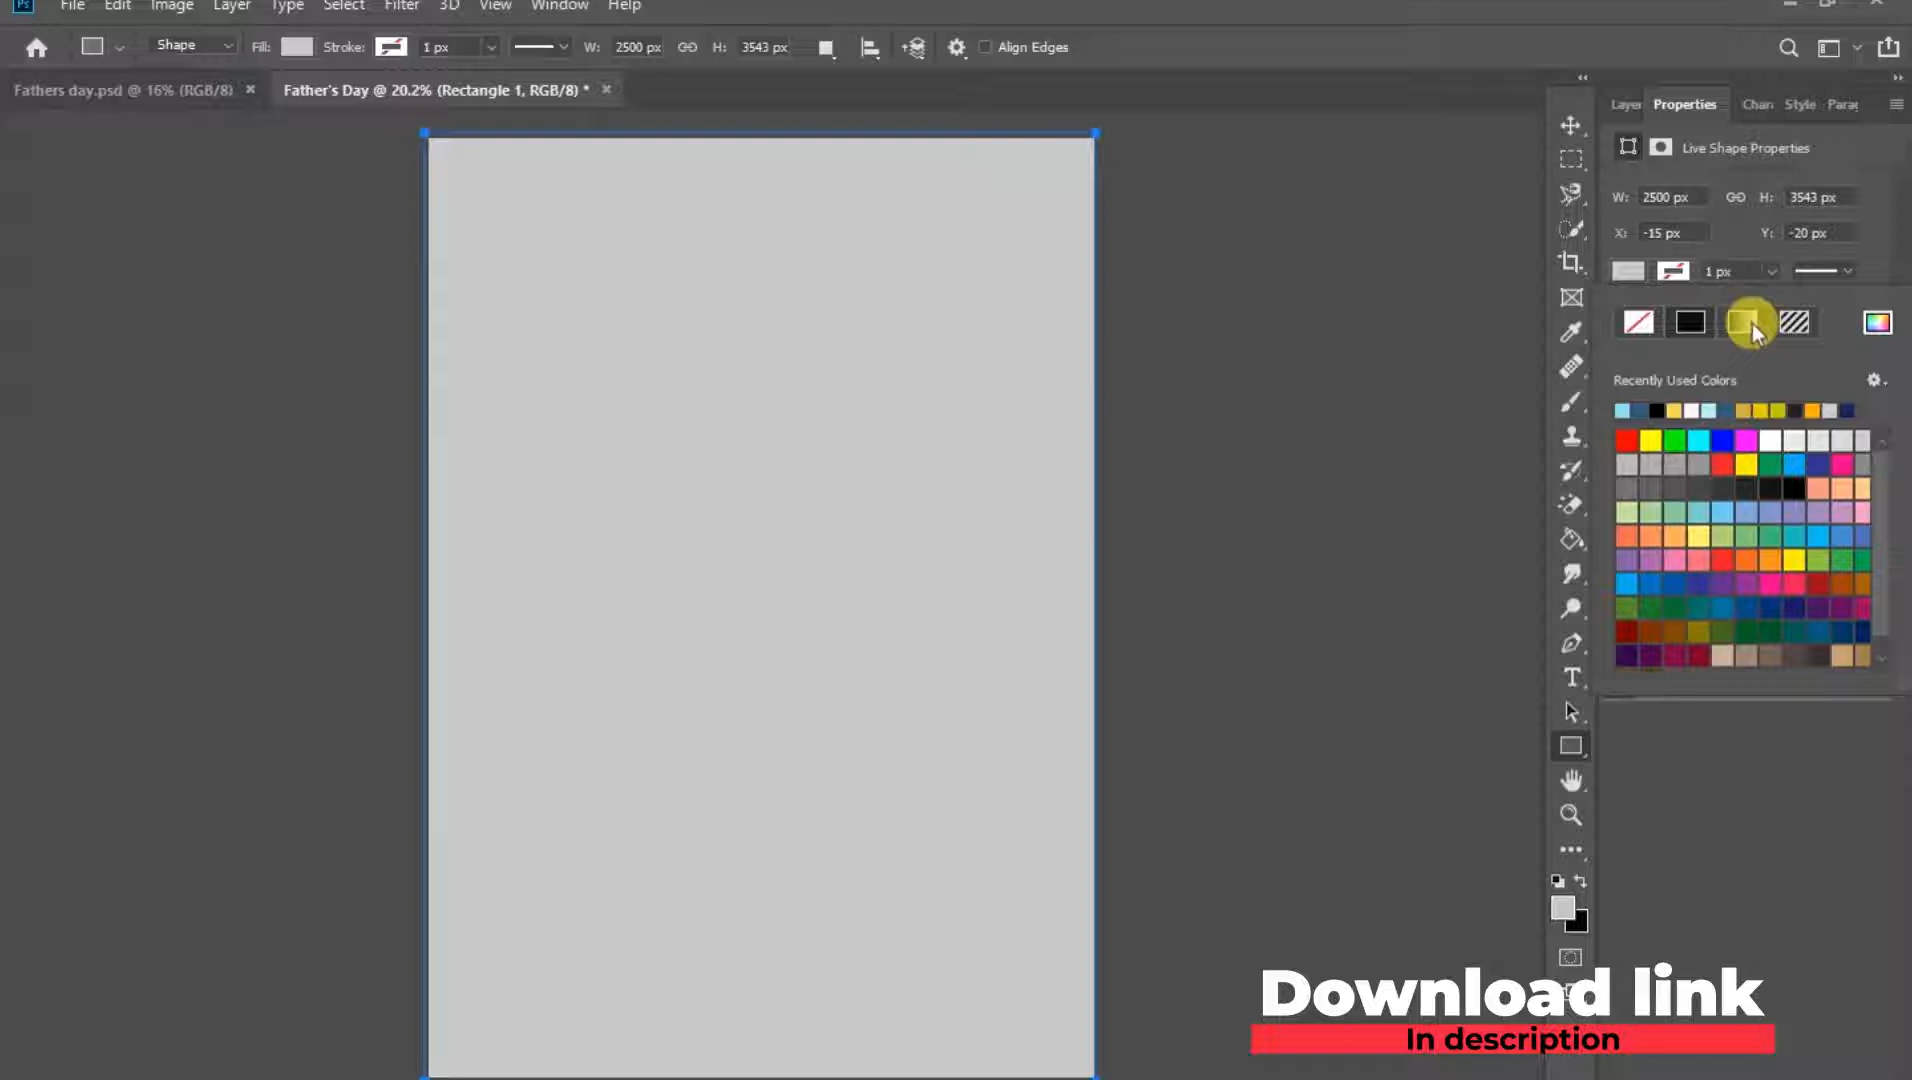 Ps File Edit Image Layer Type Select Filter 3D View Window Help
Shape Fill: Stroke: 1 px W: 2500 px H: 3543 px Align Edges
Fathers day.psd @ 16% (RGB/8) × Father's Day @ 20.2% (Rectangle 1, RGB/8) * ×
Layer Properties Chan Style Parag
Live Shape Properties
W: 2500 px H: 3543 px
X: -15 px Y: -20 px
1 px
Recently Used Colors
T
Download link
In description